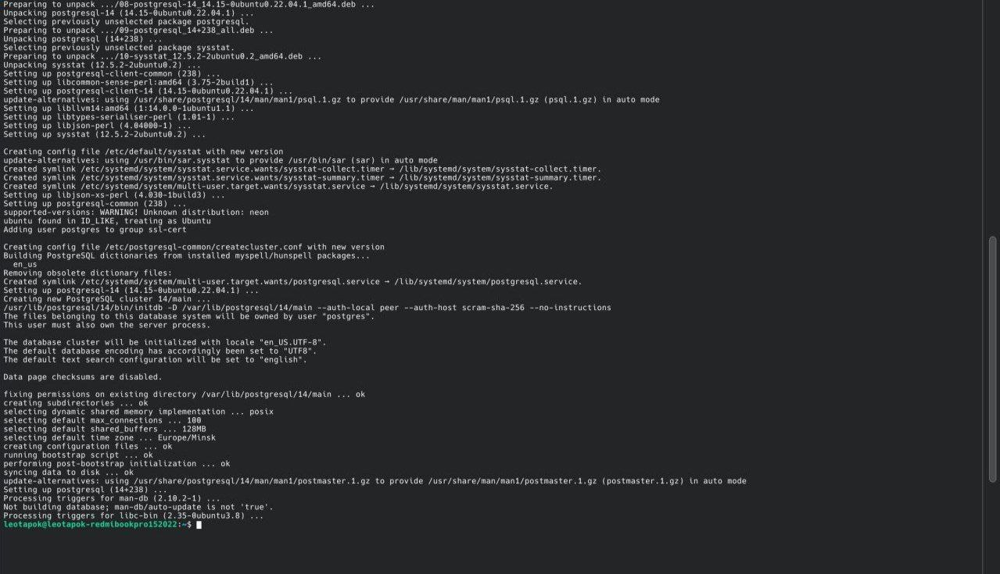 Preparing to unpack .../08-postgresql-14_14.15-0ubuntu0.22.04.1_amd64.deb ...
Unpacking postgresql-14 (14.15-0ubuntu0.22.04.1) ...
Selecting previously unselected package postgresql.
Preparing to unpack .../09-postgresql_14+238_all.deb ...
Unpacking postgresql (14+238) ...
Selecting previously unselected package sysstat.
Preparing to unpack .../10-sysstat_12.5.2-2ubuntu0.2_amd64.deb ...
Unpacking sysstat (12.5.2-2ubuntu0.2) ...
Setting up postgresql-client-common (238) ...
Setting up libcommon-sense-perl:amd64 (3.75-2build1) ...
Setting up postgresql-client-14 (14.15-0ubuntu0.22.04.1) ...
update-alternatives: using /usr/share/postgresql/14/man/man1/psql.1.gz to provide /usr/share/man/man1/psql.1.gz (psql.1.gz) in auto mode
Setting up libllvm14:amd64 (1:14.0.0-1ubuntu1.1) ...
Setting up libtypes-serialiser-perl (1.01-1) ...
Setting up libjson-perl (4.04000-1) ...
Setting up sysstat (12.5.2-2ubuntu0.2) ...

Creating config file /etc/default/sysstat with new version
update-alternatives: using /usr/bin/sar.sysstat to provide /usr/bin/sar (sar) in auto mode
Created symlink /etc/systemd/system/sysstat.service.wants/sysstat-collect.timer → /lib/systemd/system/sysstat-collect.timer.
Created symlink /etc/systemd/system/sysstat.service.wants/sysstat-summary.timer → /lib/systemd/system/sysstat-summary.timer.
Created symlink /etc/systemd/system/multi-user.target.wants/sysstat.service → /lib/systemd/system/sysstat.service.
Setting up libjson-xs-perl (4.030-1build3) ...
Setting up postgresql-common (238) ...
supported-versions: WARNING! Unknown distribution: neon
ubuntu found in ID_LIKE, treating as Ubuntu
Adding user postgres to group ssl-cert

Creating config file /etc/postgresql-common/createcluster.conf with new version
Building PostgreSQL dictionaries from installed myspell/hunspell packages...
  en_us
Removing obsolete dictionary files:
Created symlink /etc/systemd/system/multi-user.target.wants/postgresql.service → /lib/systemd/system/postgresql.service.
Setting up postgresql-14 (14.15-0ubuntu0.22.04.1) ...
Creating new PostgreSQL cluster 14/main ...
/usr/lib/postgresql/14/bin/initdb -D /var/lib/postgresql/14/main --auth-local peer --auth-host scram-sha-256 --no-instructions
The files belonging to this database system will be owned by user "postgres".
This user must also own the server process.

The database cluster will be initialized with locale "en_US.UTF-8".
The default database encoding has accordingly been set to "UTF8".
The default text search configuration will be set to "english".

Data page checksums are disabled.

fixing permissions on existing directory /var/lib/postgresql/14/main ... ok
creating subdirectories ... ok
selecting dynamic shared memory implementation ... posix
selecting default max_connections ... 100
selecting default shared_buffers ... 128MB
selecting default time zone ... Europe/Minsk
creating configuration files ... ok
running bootstrap script ... ok
performing post-bootstrap initialization ... ok
syncing data to disk ... ok
update-alternatives: using /usr/share/postgresql/14/man/man1/postmaster.1.gz to provide /usr/share/man/man1/postmaster.1.gz (postmaster.1.gz) in auto mode
Setting up postgresql (14+238) ...
Processing triggers for man-db (2.10.2-1) ...
Not building database; man-db/auto-update is not 'true'.
Processing triggers for libc-bin (2.35-0ubuntu3.8) ...
leotapok@leotapok-redmibookpro152022:~$